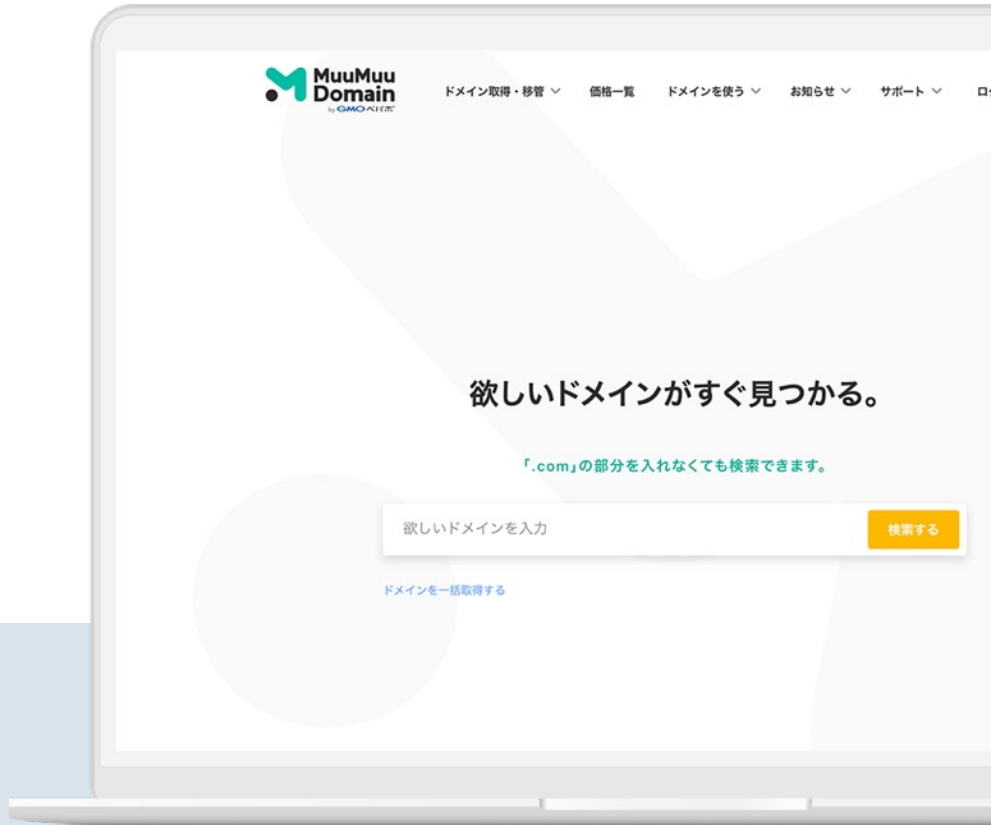 MuuMuu
Domain
by GMOペパボ
ドメイン取得・移管 価格一覧 ドメインを使う お知らせ サポート
欲しいドメインがすぐ見つかる。
「.com」の部分を入れなくても検索できます。
欲しいドメインを入力 検索する
ドメインを一括取得する